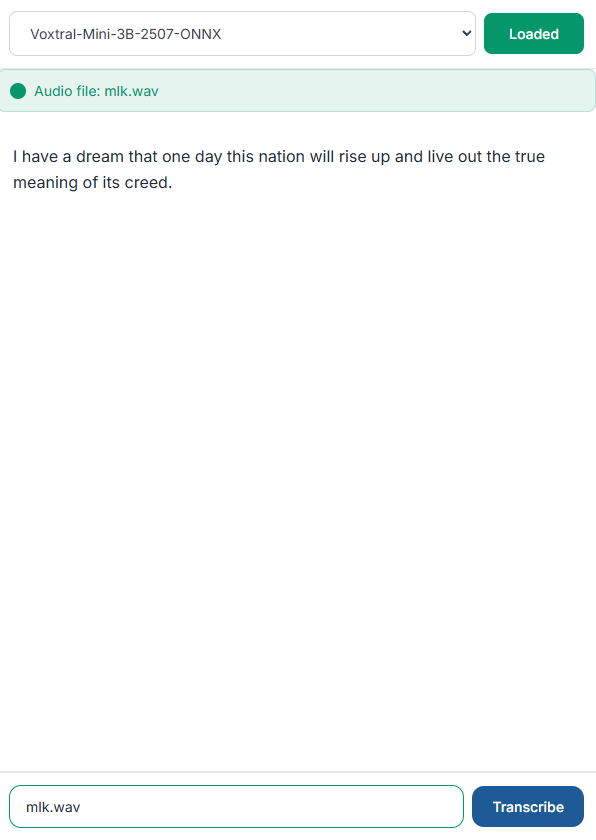 Voxtral-Mini-3B-2507-ONNX
Loaded
Audio file: mlk.wav
I have a dream that one day this nation will rise up and live out the true
meaning of its creed.
mlk.wav
Transcribe